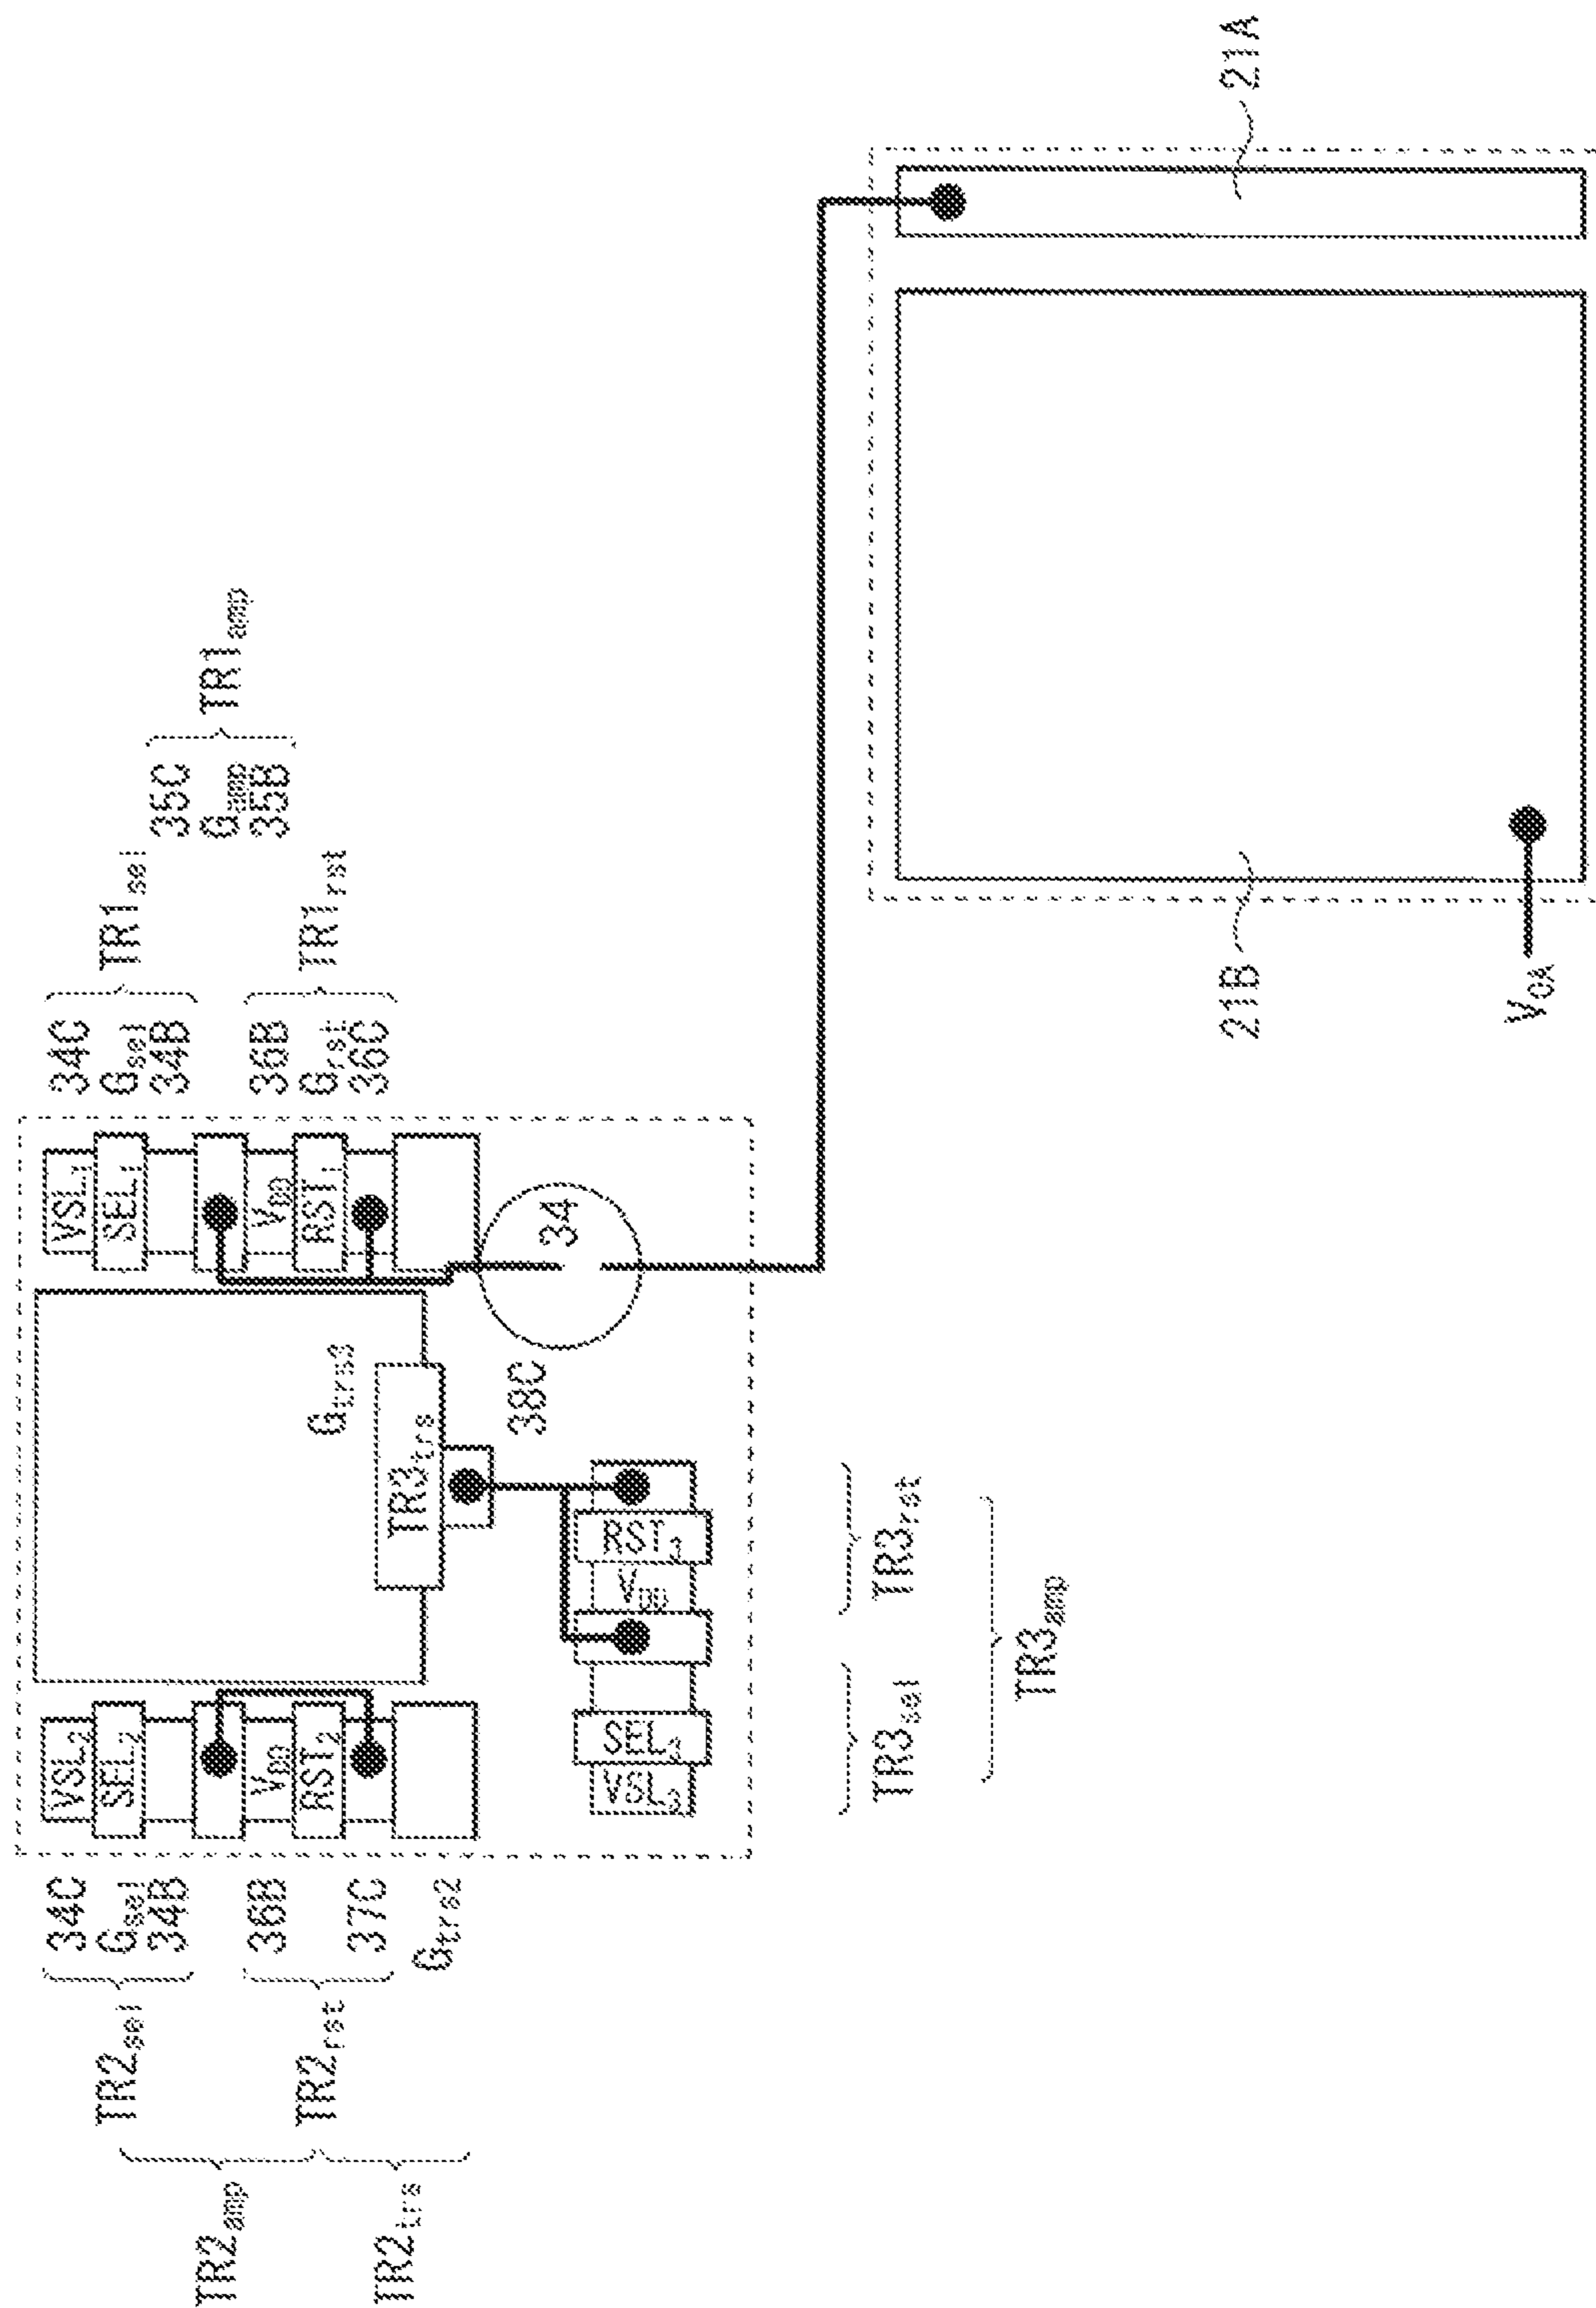 TR2amp
TR2trs
TR2sel
TR2rst
34C
Gsel
34B
36B
37C
Gtrs2
VSL2
SEL2
VDD
RST2
TR3trs
Gtrs3
VSL1
SEL1
VDD
RST1
38C
34
VSL3
SEL3
VDD
RST3
TR3sel
TR3rst
TR3amp
34C
Gsel
34B
TR1sel
36B
Grst
36C
TR1rst
35C
Gamp
35B
TR1amp
21B
21A
VOA